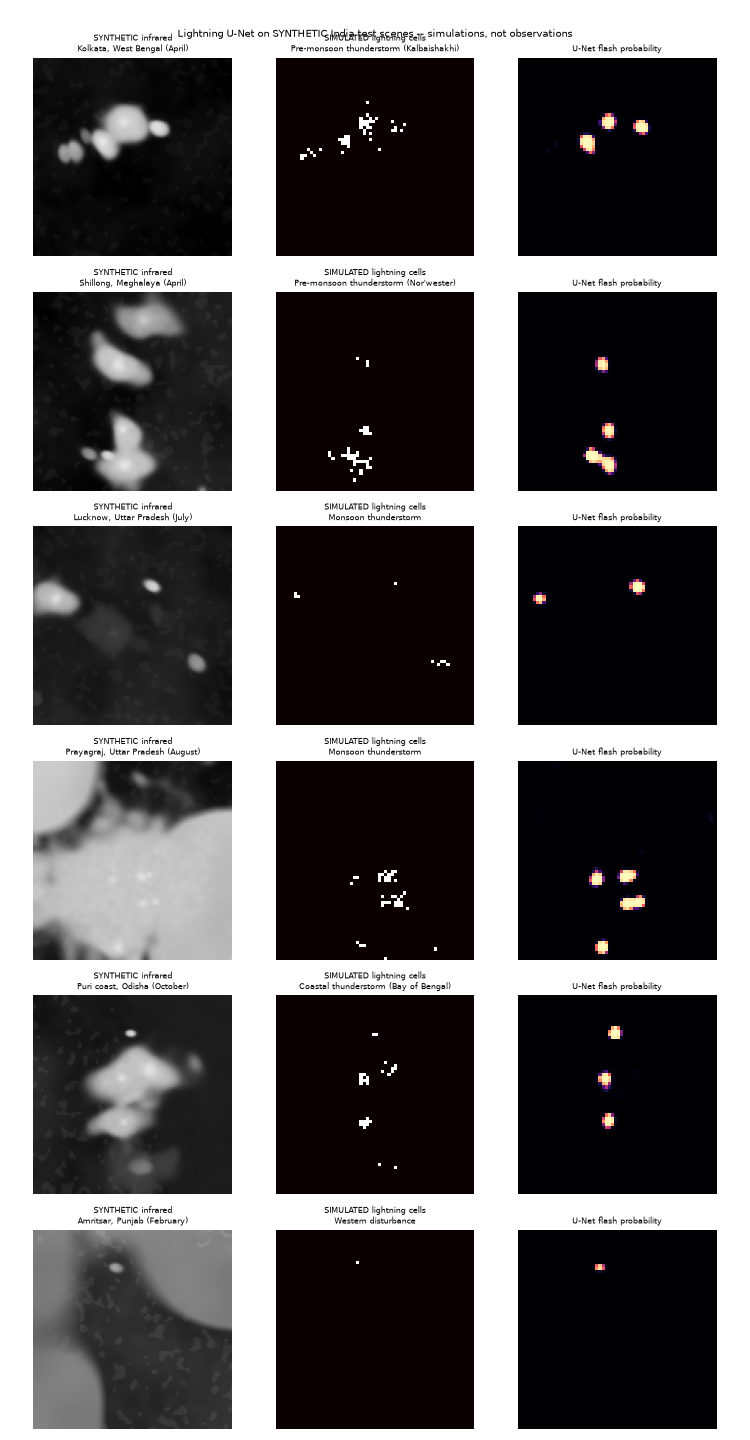 Lightning U-Net on SYNTHETIC India test scenes — simulations, not observations
SYNTHETIC infrared
Kolkata, West Bengal (April)
SIMULATED lightning cells
Pre-monsoon thunderstorm (Kalbaishakhi)
U-Net flash probability
SYNTHETIC infrared
Shillong, Meghalaya (April)
SIMULATED lightning cells
Pre-monsoon thunderstorm (Nor'wester)
U-Net flash probability
SYNTHETIC infrared
Lucknow, Uttar Pradesh (July)
SIMULATED lightning cells
Monsoon thunderstorm
U-Net flash probability
SYNTHETIC infrared
Prayagraj, Uttar Pradesh (August)
SIMULATED lightning cells
Monsoon thunderstorm
U-Net flash probability
SYNTHETIC infrared
Puri coast, Odisha (October)
SIMULATED lightning cells
Coastal thunderstorm (Bay of Bengal)
U-Net flash probability
SYNTHETIC infrared
Amritsar, Punjab (February)
SIMULATED lightning cells
Western disturbance
U-Net flash probability